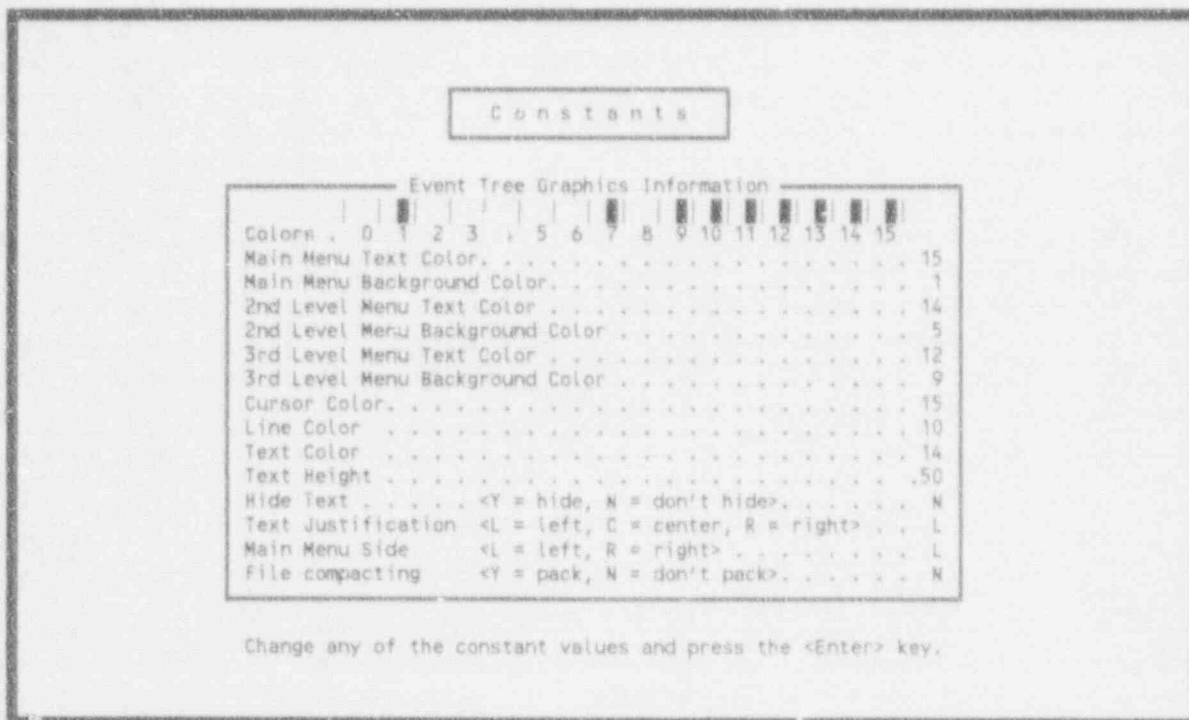 C o n s t a n t s
Event Tree Graphics Information
Colors . 0 1 2 3 . 5 6 7 8 9 10 11 12 13 14 15
Main Menu Text Color. . . . . . . . . . . . . . . . . . . 15
Main Menu Background Color. . . . . . . . . . . . . . . . 1
2nd Level Menu Text Color . . . . . . . . . . . . . . . . 14
2nd Level Menu Background Color . . . . . . . . . . . . . 5
3rd Level Menu Text Color . . . . . . . . . . . . . . . . 12
3rd Level Menu Background Color . . . . . . . . . . . . . 9
Cursor Color. . . . . . . . . . . . . . . . . . . . . . . 15
Line Color . . . . . . . . . . . . . . . . . . . . . . . 10
Text Color . . . . . . . . . . . . . . . . . . . . . . . 14
Text Height . . . . . . . . . . . . . . . . . . . . . . .50
Hide Text . . . . . <Y = hide, N = don't hide>. . . . . . N
Text Justification <L = left, C = center, R = right> . . L
Main Menu Side <L = left, R = right> . . . . . . . . L
File compacting <Y = pack, N = don't pack>. . . . . . N
Change any of the constant values and press the <Enter> key.